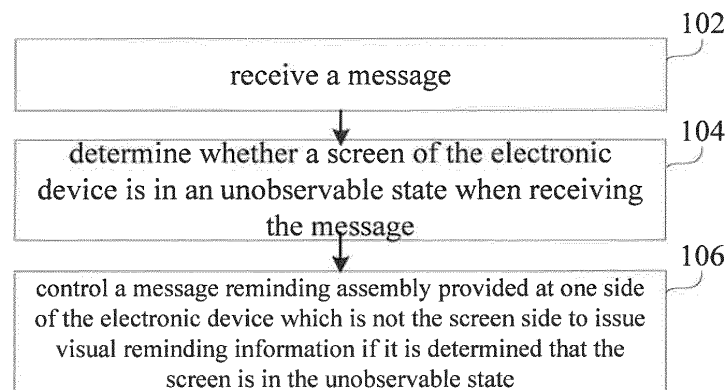 102
receive a message
104
determine whether a screen of the electronic
device is in an unobservable state when receiving
the message
106
control a message reminding assembly provided at one side
of the electronic device which is not the screen side to issue
visual reminding information if it is determined that the
screen is in the unobservable state